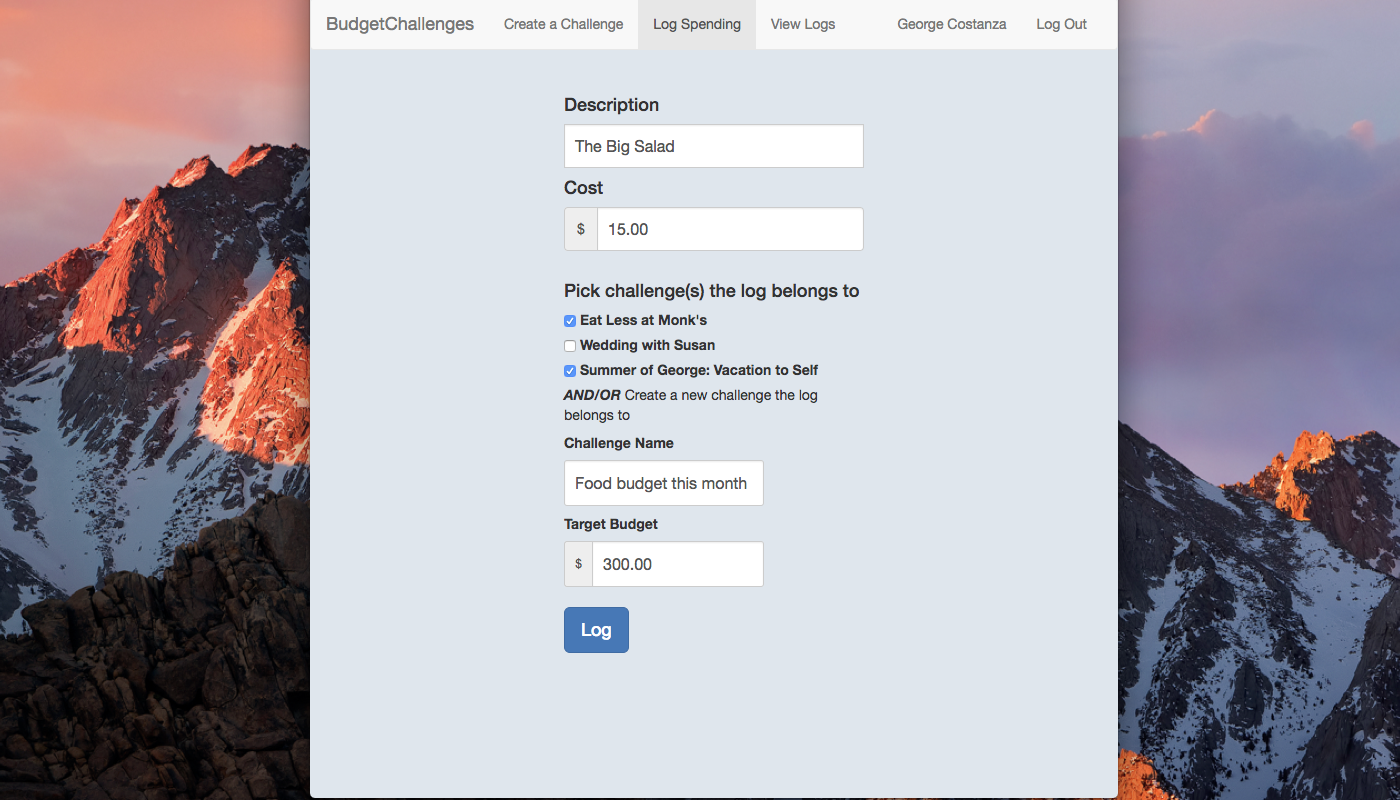 BudgetChallenges Create a Challenge Log Spending View Logs George Costanza Log Out
Description
The Big Salad
Cost
$ 15.00
Pick challenge(s) the log belongs to
Eat Less at Monk's
Wedding with Susan
Summer of George: Vacation to Self
AND/OR Create a new challenge the log
belongs to
Challenge Name
Food budget this month
Target Budget
$ 300.00
Log